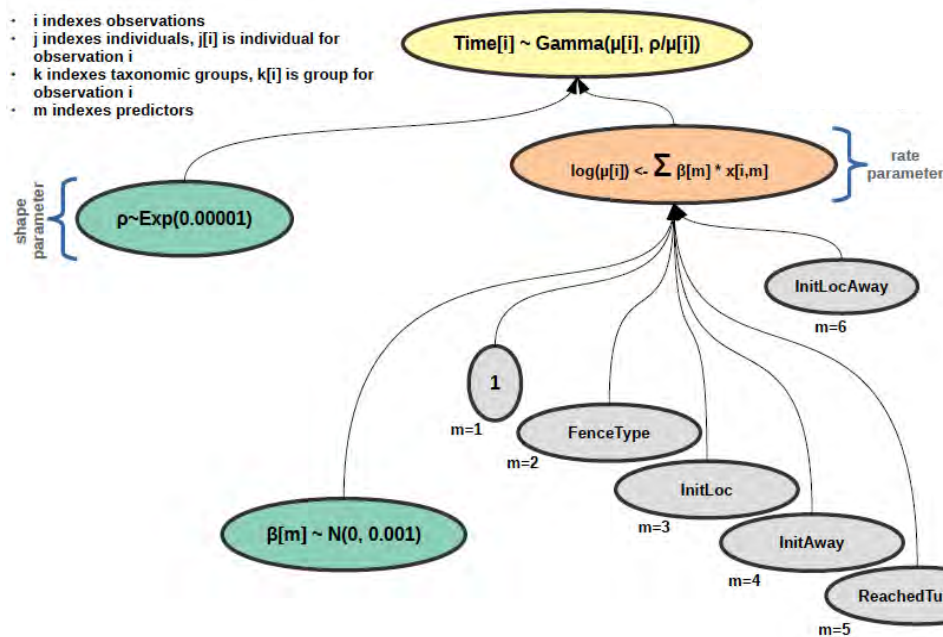 · i indexes observations
· j indexes individuals, j[i] is individual for
observation i
· k indexes taxonomic groups, k[i] is group for
observation i
· m indexes predictors
Time[i] ~ Gamma(µ[i], ρ/µ[i])
log(µ[i]) <- Σ β[m] * x[i,m]
rate
parameter
shape
parameter
ρ~Exp(0.00001)
InitLocAway
m=6
1
m=1
FenceType
m=2
InitLoc
m=3
β[m] ~ N(0, 0.001)
InitAway
m=4
ReachedTu
m=5